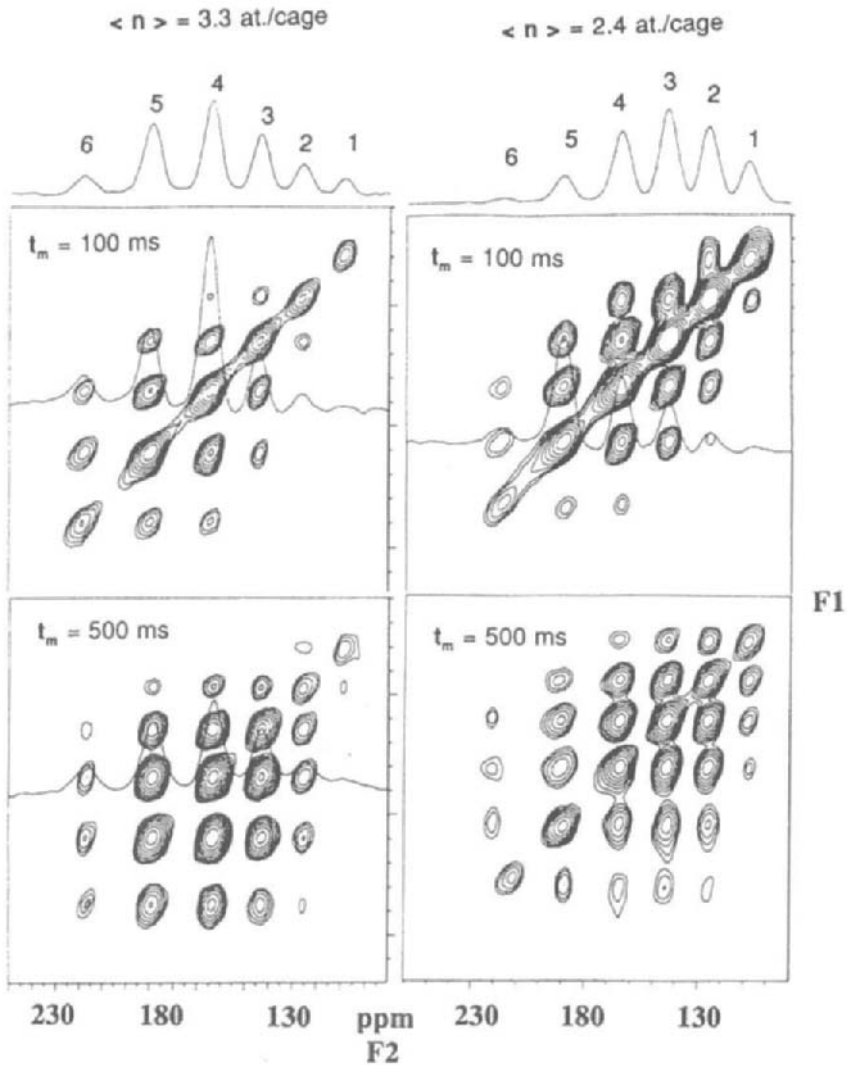 < n > = 3.3 at./cage
< n > = 2.4 at./cage
6 5 4 3 2 1
6 5 4 3 2 1
t_m = 100 ms
t_m = 100 ms
t_m = 500 ms
t_m = 500 ms
F1
230 180 130 ppm
230 180 130
F2